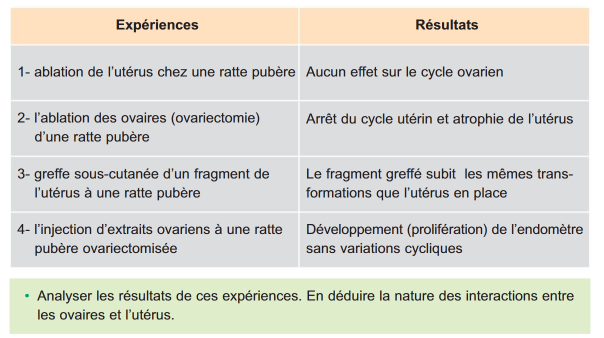 Expériences
Résultats
1- ablation de l'utérus chez une ratte pubère
Aucun effet sur le cycle ovarien
2- l'ablation des ovaires (ovariectomie)
d'une ratte pubère
Arrêt du cycle utérin et atrophie de l'utérus
3- greffe sous-cutanée d'un fragment de
l'utérus à une ratte pubère
Le fragment greffé subit les mêmes trans-
formations que l'utérus en place
4- l'injection d'extraits ovariens à une ratte
pubère ovariectomisée
Développement (prolifération) de l'endomètre
sans variations cycliques
• Analyser les résultats de ces expériences. En déduire la nature des interactions entre
les ovaires et l'utérus.